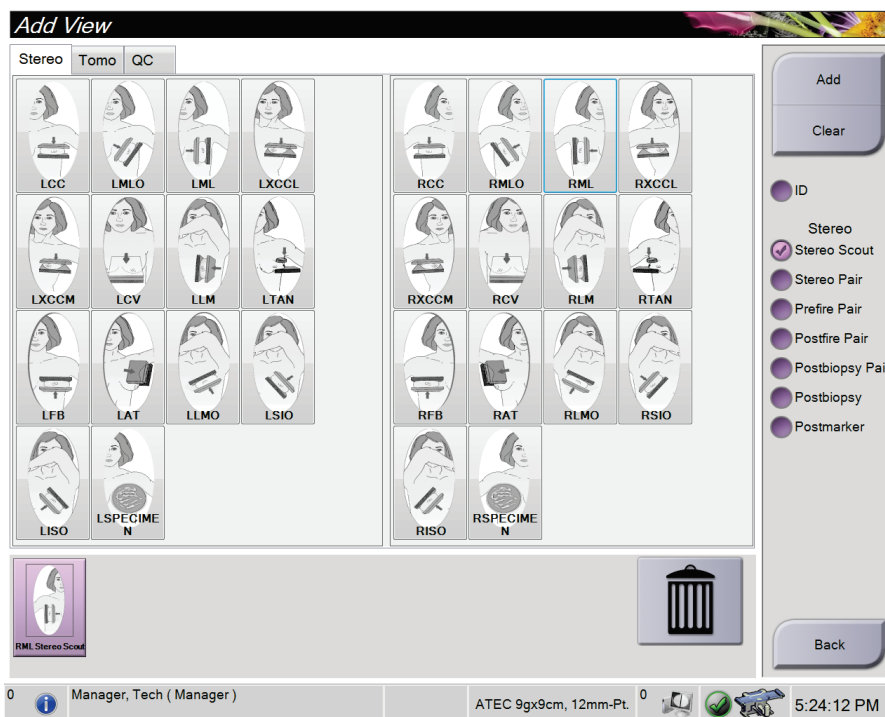 Add View
Stereo Tomo QC
LCC LMLO LML LXCCL
LXCCM LCV LLM LTAN
LFB LAT LLMO LSIO
LISO LSPECIME
N
RCC RMLO RML RXCCL
RXCCM RCV RLM RTAN
RFB RAT RLMO RSIO
RISO RSPECIME
N
Add
Clear
ID
Stereo
Stereo Scout
Stereo Pair
Prefire Pair
Postfire Pair
Postbiopsy Pai
Postbiopsy
Postmarker
Back
RML Stereo Scout
0 Manager, Tech ( Manager ) ATEC 9gx9cm, 12mm-Pt. 0 5:24:12 PM